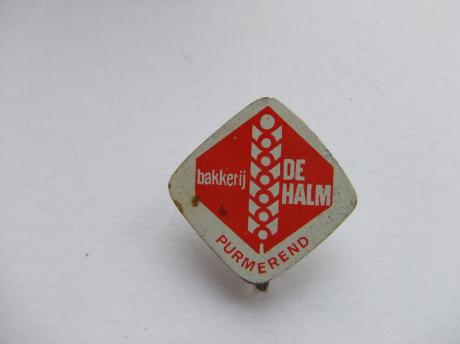 bakkerij
DE
HALM
PURMEREND